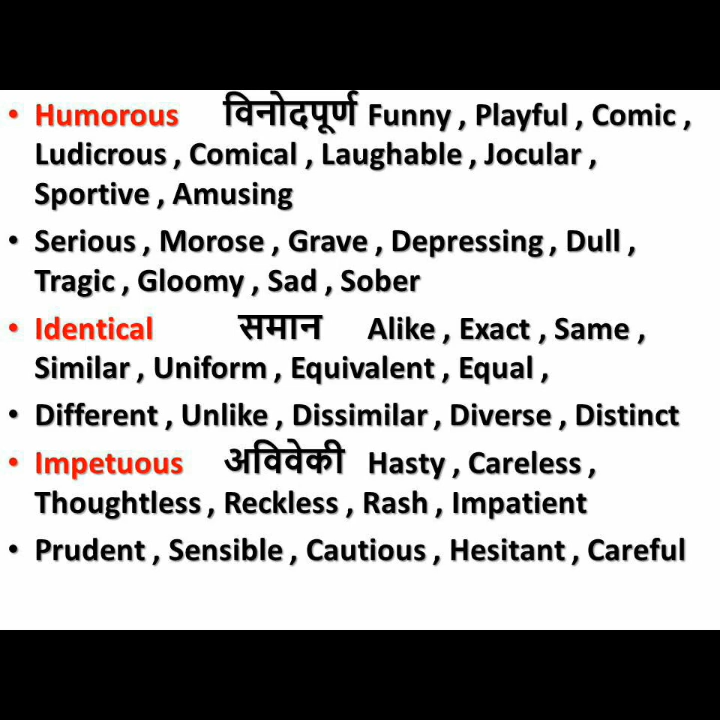 • Humorous विनोदपूर्ण Funny , Playful , Comic ,
Ludicrous , Comical , Laughable , Jocular ,
Sportive , Amusing
• Serious , Morose , Grave , Depressing , Dull ,
Tragic , Gloomy , Sad , Sober
• Identical समान Alike , Exact , Same ,
Similar , Uniform , Equivalent , Equal ,
• Different , Unlike , Dissimilar , Diverse , Distinct
• Impetuous अविवेकी Hasty , Careless ,
Thoughtless , Reckless , Rash , Impatient
• Prudent , Sensible , Cautious , Hesitant , Careful